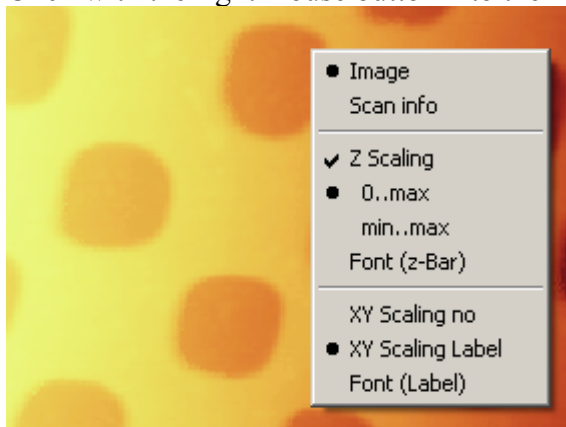 Image
Scan info
Z Scaling
0..max
min..max
Font (z-Bar)
XY Scaling no
XY Scaling Label
Font (Label)